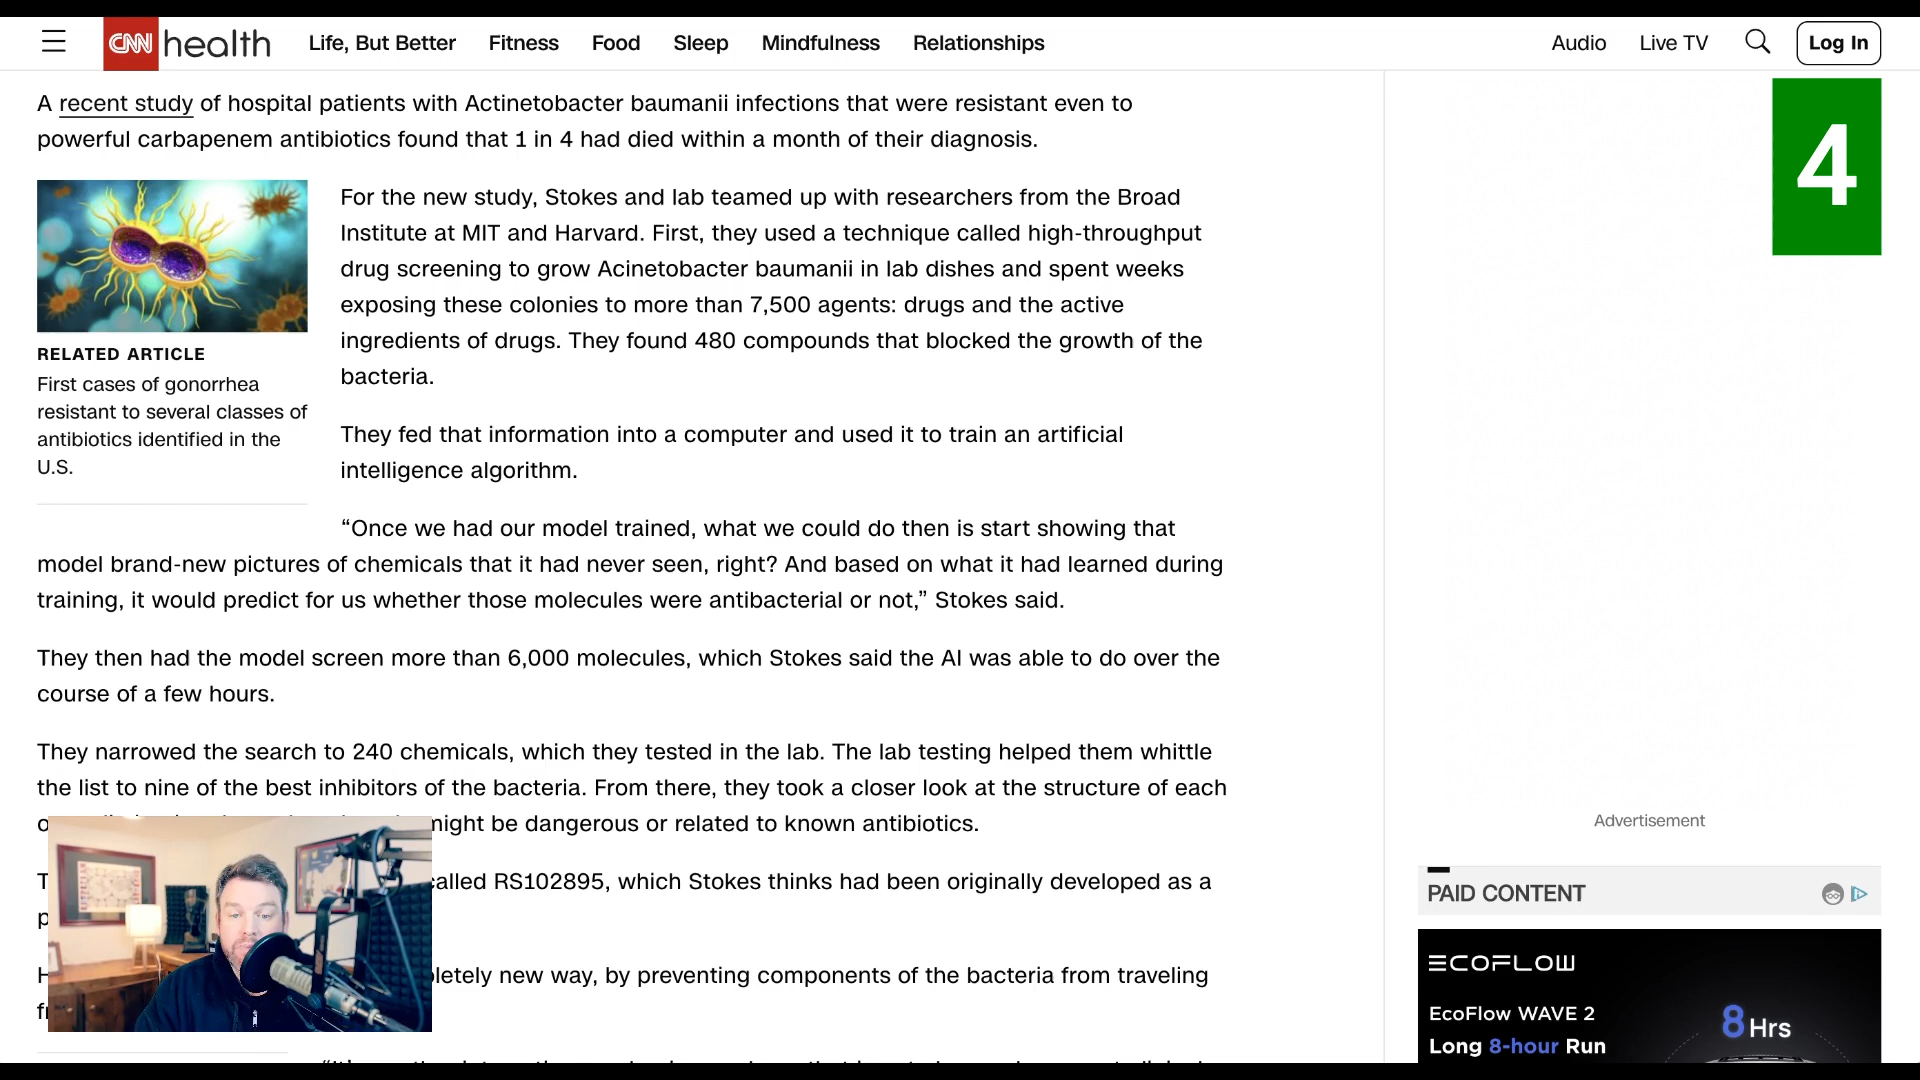 CNN health Life, But Better Fitness Food Sleep Mindfulness Relationships Audio Live TV Log In
A recent study of hospital patients with Actinetobacter baumanii infections that were resistant even to
powerful carbapenem antibiotics found that 1 in 4 had died within a month of their diagnosis.
4
RELATED ARTICLE
First cases of gonorrhea
resistant to several classes of
antibiotics identified in the
U.S.
For the new study, Stokes and lab teamed up with researchers from the Broad
Institute at MIT and Harvard. First, they used a technique called high-throughput
drug screening to grow Acinetobacter baumanii in lab dishes and spent weeks
exposing these colonies to more than 7,500 agents: drugs and the active
ingredients of drugs. They found 480 compounds that blocked the growth of the
bacteria.
They fed that information into a computer and used it to train an artificial
intelligence algorithm.
“Once we had our model trained, what we could do then is start showing that
model brand-new pictures of chemicals that it had never seen, right? And based on what it had learned during
training, it would predict for us whether those molecules were antibacterial or not,” Stokes said.
They then had the model screen more than 6,000 molecules, which Stokes said the AI was able to do over the
course of a few hours.
They narrowed the search to 240 chemicals, which they tested in the lab. The lab testing helped them whittle
the list to nine of the best inhibitors of the bacteria. From there, they took a closer look at the structure of each
might be dangerous or related to known antibiotics.
called RS102895, which Stokes thinks had been originally developed as a
new way, by preventing components of the bacteria from traveling
Advertisement
PAID CONTENT
ECOFLOW
EcoFlow WAVE 2
Long 8-hour Run
8 Hrs